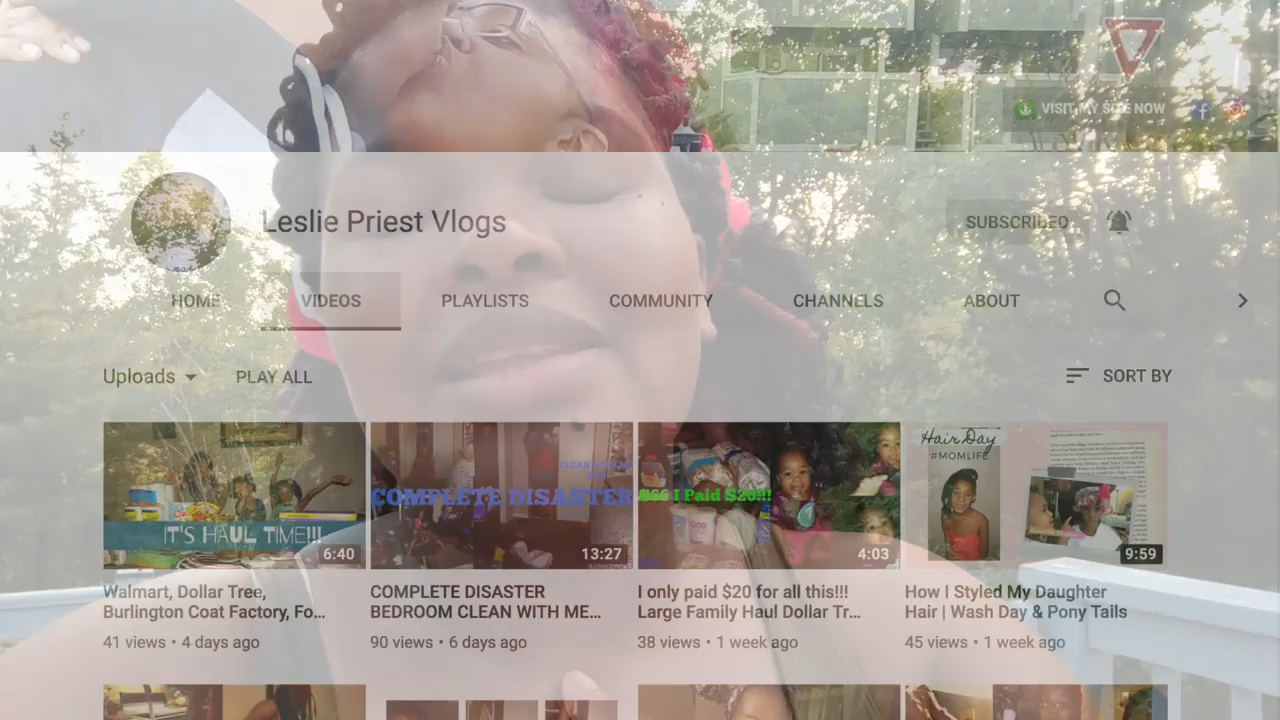 VISIT MY SITE NOW
Leslie Priest Vlogs
SUBSCRIBED
HOME VIDEOS PLAYLISTS COMMUNITY CHANNELS ABOUT
Uploads PLAY ALL SORT BY
IT'S HAUL TIME!!!
6:40
COMPLETE DISASTER
13:27
I Paid $20!!!
4:03
Hair Day
#MOMLIFE
9:59
Walmart, Dollar Tree,
Burlington Coat Factory, Fo...
41 views • 4 days ago
COMPLETE DISASTER
BEDROOM CLEAN WITH ME...
90 views • 6 days ago
I only paid $20 for all this!!!
Large Family Haul Dollar Tr...
38 views • 1 week ago
How I Styled My Daughter
Hair | Wash Day & Pony Tails
45 views • 1 week ago